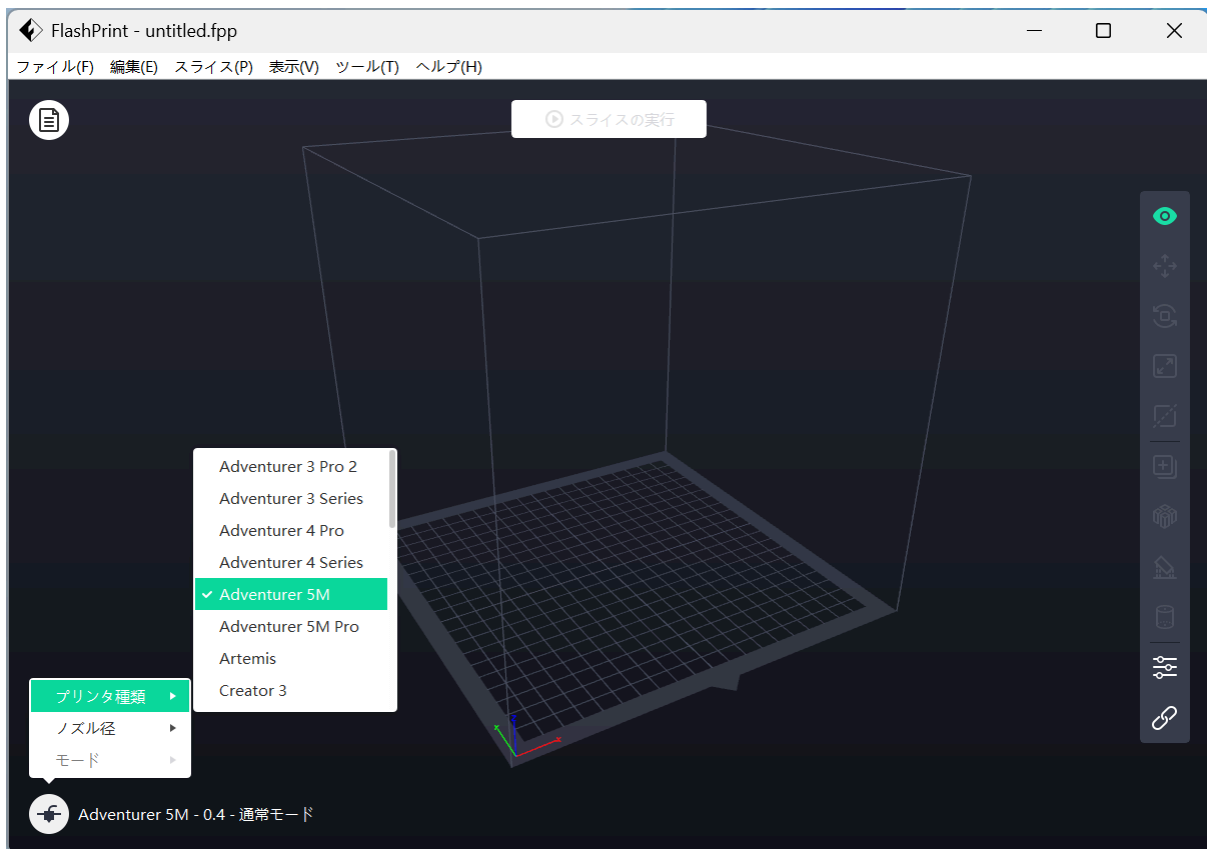 FlashPrint - untitled.fpp
ファイル(F) 編集(E) スライス(P) 表示(V) ツール(T) ヘルプ(H)
スライスの実行
Adventurer 3 Pro 2
Adventurer 3 Series
Adventurer 4 Pro
Adventurer 4 Series
Adventurer 5M
Adventurer 5M Pro
Artemis
Creator 3
プリンタ種類
ノズル径
モード
Adventurer 5M - 0.4 - 通常モード